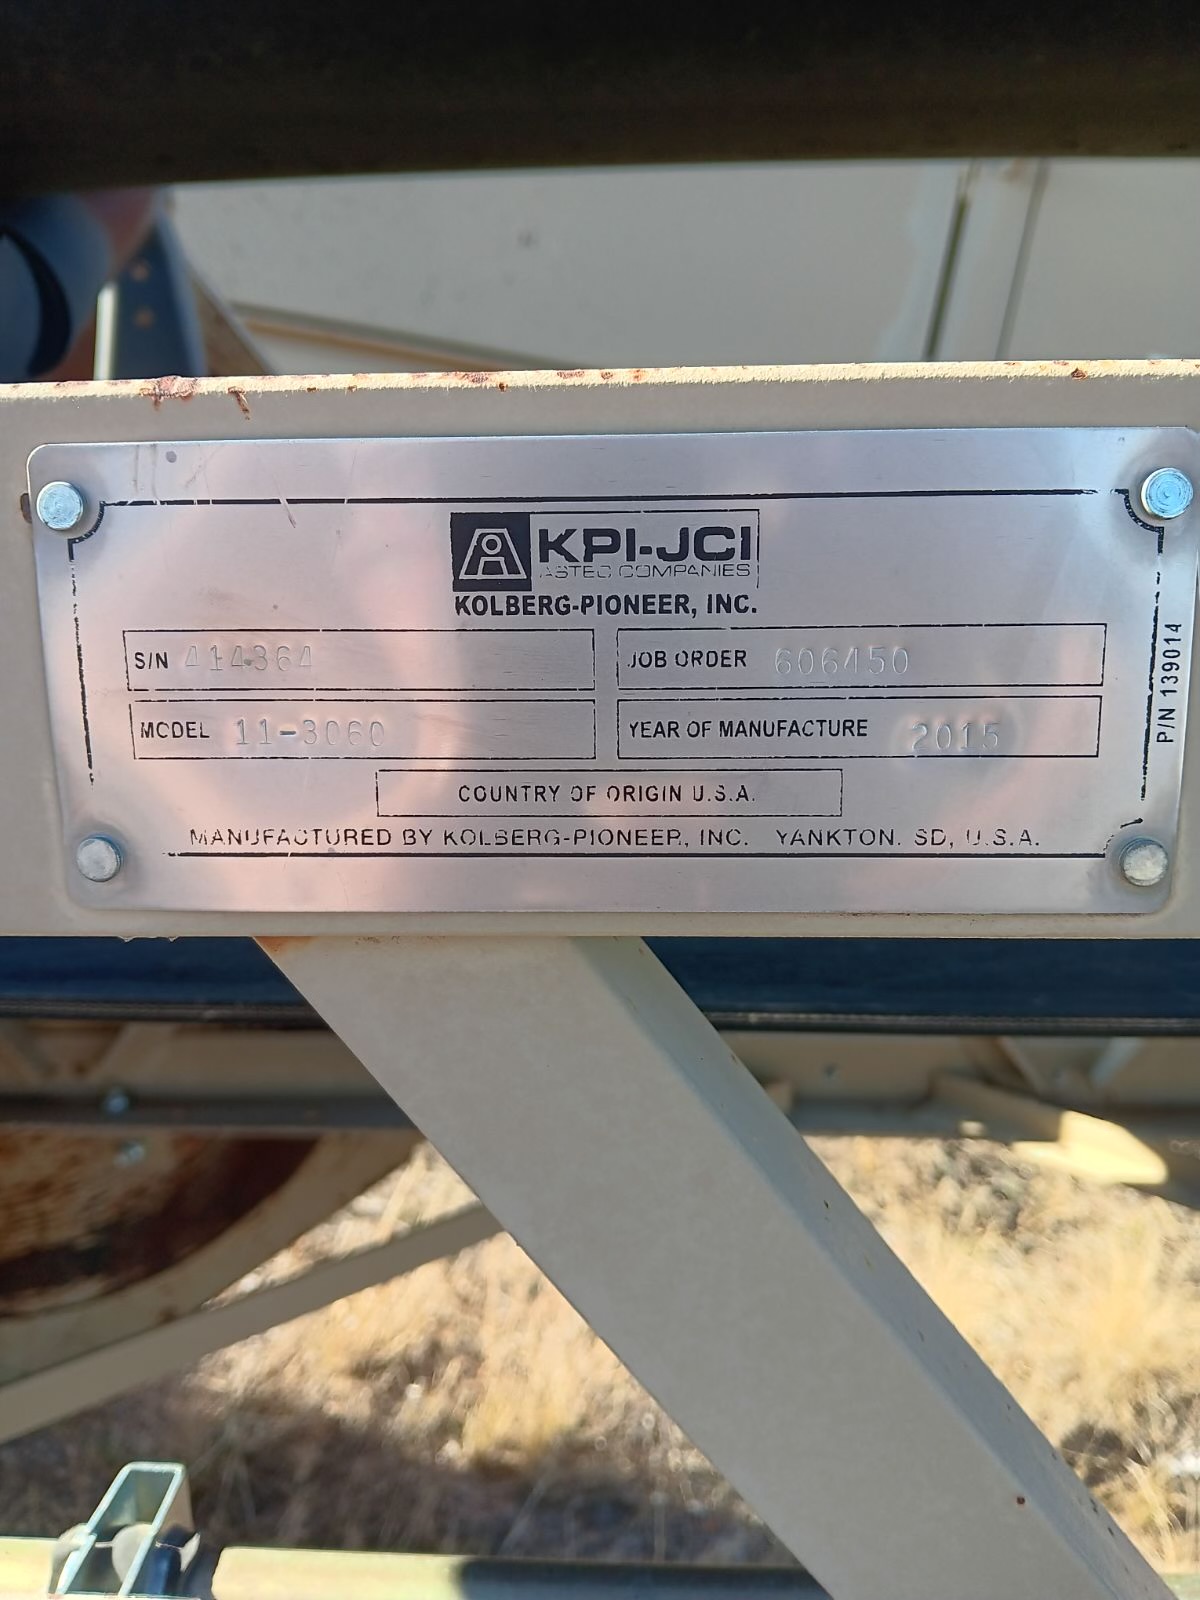 KPI-JCI
ASTEC COMPANIES
KOLBERG-PIONEER, INC.
S/N 414364
JOB ORDER 606450
MODEL 11-3060
YEAR OF MANUFACTURE 2015
COUNTRY OF ORIGIN U.S.A.
MANUFACTURED BY KOLBERG-PIONEER, INC. YANKTON, SD, U.S.A.
P/N 139014